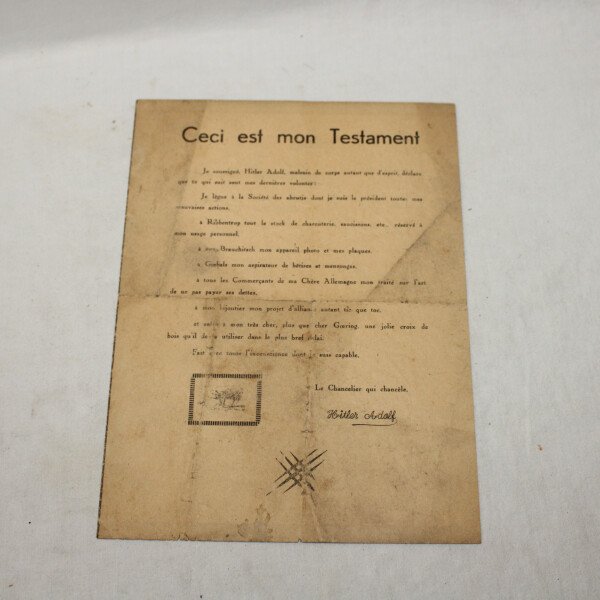 Ceci est mon Testament
Je soussigné, Hitler Adolf, malsain de corps autant que d'esprit, déclare
que ce qui suit sont mes dernières volontés :
Je lègue à la Société des abrutis dont je suis le président toutes mes
mauvaises actions.
à Ribbentrop tout le stock de charcuterie, saucissons, etc., réservé à
mon usage personnel.
à Brauchitsch mon appareil photo et mes plaques.
à Gœbels mon aspirateur de bêtises et mensonges.
à tous les Commerçants de ma Chère Allemagne mon traité sur l'art
de ne pas payer ses dettes.
à mon bijoutier mon projet d'alliance autant que toc.
et enfin à mon très cher, plus que cher Gœring, une jolie croix de
bois qu'il devra utiliser dans le plus bref délai.
Fait avec toute l'inconscience dont je suis capable.
Le Chancelier qui chancèle.
Hitler Adolf